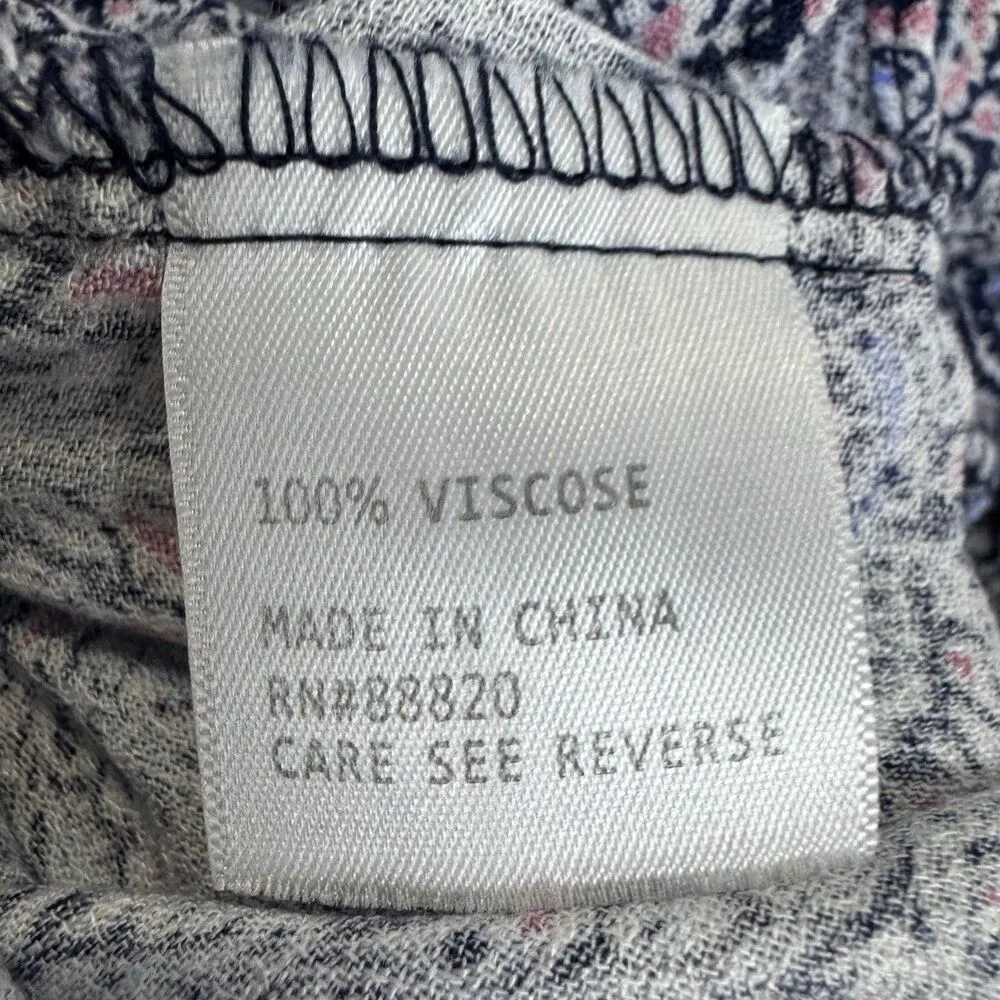 100% VISCOSE
MADE IN CHINA
RN#88820
CARE SEE REVERSE